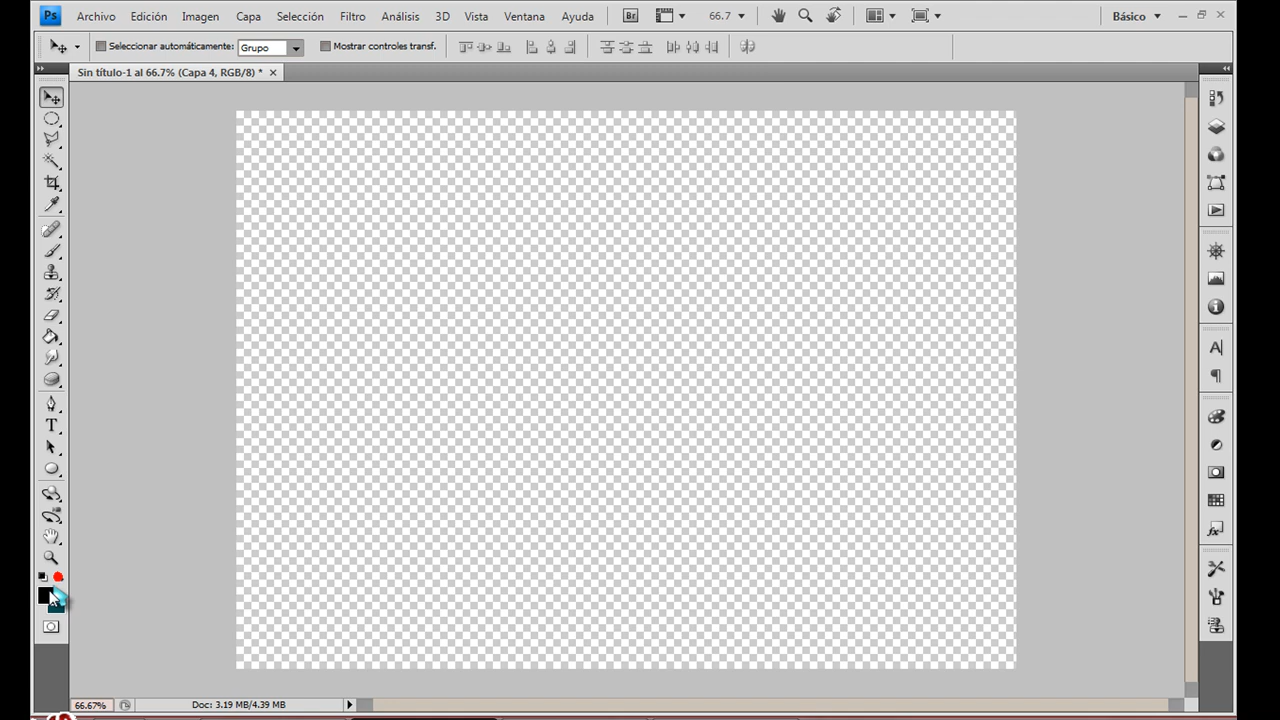 Ps Archivo Edición Imagen Capa Selección Filtro Análisis 3D Vista Ventana Ayuda Br 66.7 Básico
Seleccionar automáticamente: Grupo Mostrar controles transf.
Sin título-1 al 66.7% (Capa 4, RGB/8) *
66.67% Doc: 3.19 MB/4.39 MB